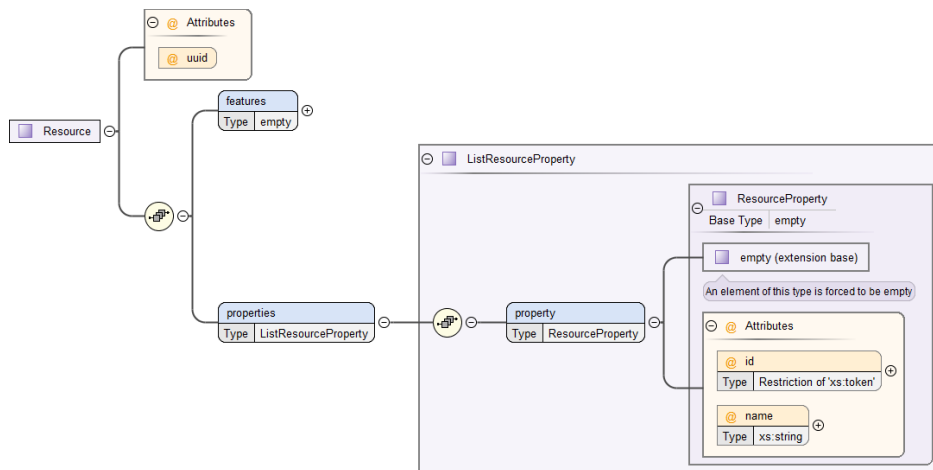 @ Attributes
@ uuid
Resource
features
Type empty
ListResourceProperty
ResourceProperty
Base Type empty
empty (extension base)
An element of this type is forced to be empty
properties
Type ListResourceProperty
property
Type ResourceProperty
@ Attributes
@ id
Type Restriction of 'xs:token'
@ name
Type xs:string